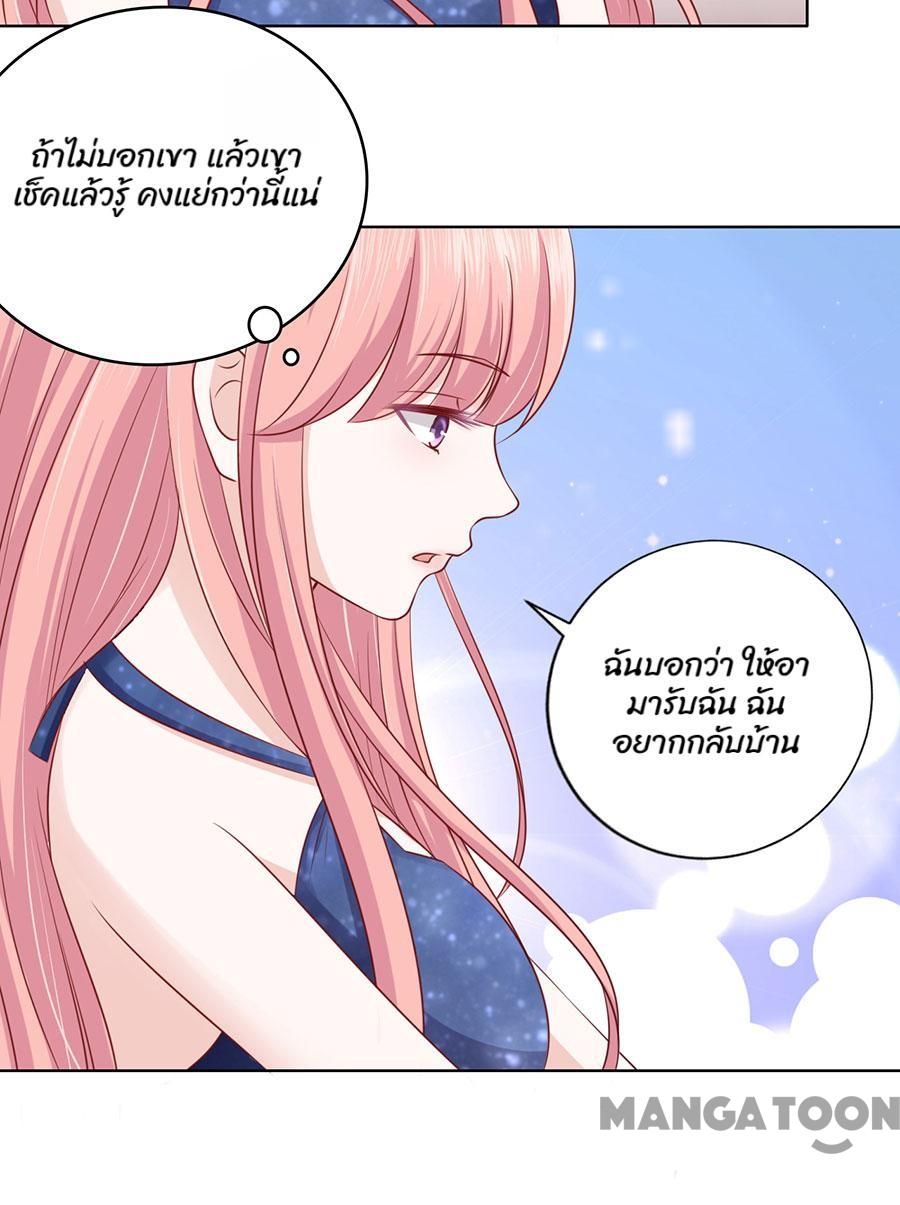 ถ้าไม่บอกเขา แล้วเขา
เช็คแล้วรู้ คงแย่กว่านี้แน่
ฉันบอกว่า ให้อา
มารับฉัน ฉัน
อยากกลับบ้าน
MANGATOON